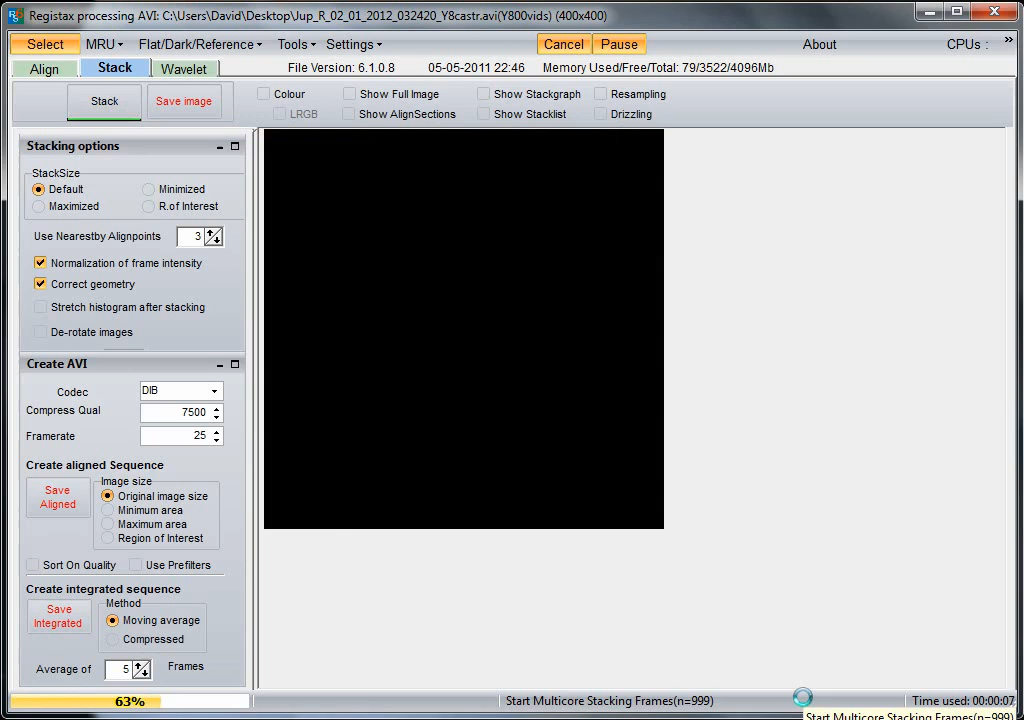 Registax processing AVI: C:\Users\David\Desktop\Jup_R_02_01_2012_032420_Y8castr.avi(Y800vids) (400x400)
Select MRU Flat/Dark/Reference Tools Settings Cancel Pause About CPUs : »
Align Stack Wavelet File Version: 6.1.0.8 05-05-2011 22:46 Memory Used/Free/Total: 79/3522/4096Mb
Stack Save image Colour Show Full Image Show Stackgraph Resampling
LRGB Show AlignSections Show Stacklist Drizzling
Stacking options
StackSize
Default Minimized
Maximized R.of Interest
Use Nearestby Alignpoints 3
Normalization of frame intensity
Correct geometry
Stretch histogram after stacking
De-rotate images
Create AVI
Codec DIB
Compress Qual 7500
Framerate 25
Create aligned Sequence
Image size
Save Aligned
Original image size
Minimum area
Maximum area
Region of Interest
Sort On Quality Use Prefilters
Create integrated sequence
Method
Save Integrated
Moving average
Compressed
Average of 5 Frames
63% Start Multicore Stacking Frames(n=999) Time used: 00:00:07
Start Multicore Stacking Frames(n=999)